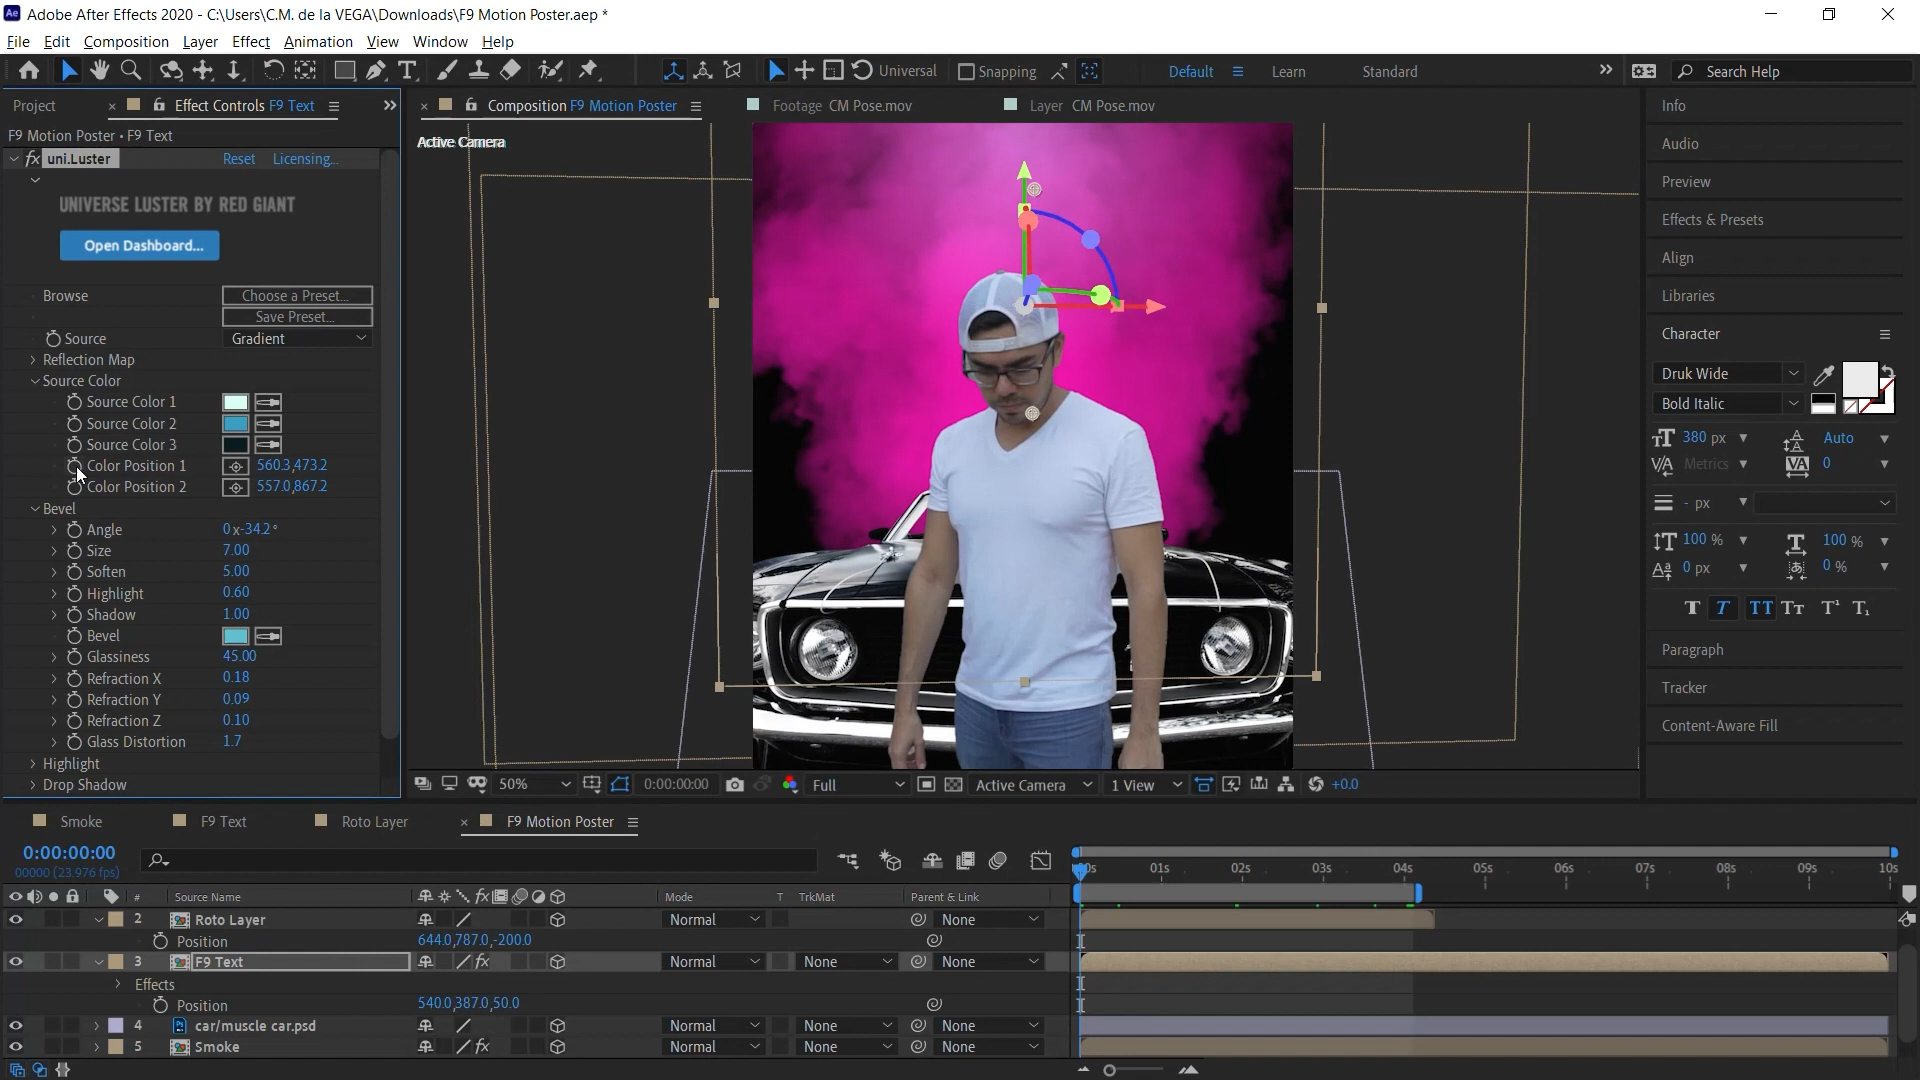 Adobe After Effects 2020 - C:\Users\C.M. de la VEGA\Downloads\F9 Motion Poster.aep *
File Edit Composition Layer Effect Animation View Window Help
Universal Snapping Default Learn Standard Search Help
Project Effect Controls F9 Text
Composition F9 Motion Poster Footage CM Pose.mov Layer CM Pose.mov
F9 Motion Poster • F9 Text
Active Camera
fx uni.Luster Reset Licensing...
UNIVERSE LUSTER BY RED GIANT
Open Dashboard...
Browse Choose a Preset...
Save Preset...
Source Gradient
Reflection Map
Source Color
Source Color 1
Source Color 2
Source Color 3
Color Position 1 560.3,473.2
Color Position 2 557.0,867.2
Bevel
Angle 0x-34.2°
Size 7.00
Soften 5.00
Highlight 0.60
Shadow 1.00
Bevel
Glassiness 45.00
Refraction X 0.18
Refraction Y 0.09
Refraction Z 0.10
Glass Distortion 1.7
Highlight
Drop Shadow
50% 0:00:00:00 Full Active Camera 1 View +0.0
Info
Audio
Preview
Effects & Presets
Align
Libraries
Character
Druk Wide
Bold Italic
380 px Auto
Metrics 0
- px
100 % 100 %
0 px 0 %
T T TT Tт T¹ T₁
Paragraph
Tracker
Content-Aware Fill
Smoke F9 Text Roto Layer F9 Motion Poster
0:00:00:00
00000 (23.976 fps)
01s 02s 03s 04s 05s 06s 07s 08s 09s 10s
# Source Name fx Mode T TrkMat Parent & Link
2 Roto Layer Normal None
Position 644.0,787.0,-200.0
3 F9 Text fx Normal None None
Effects
Position 540.0,387.0,50.0
4 car/muscle car.psd Normal None None
5 Smoke fx Normal None None